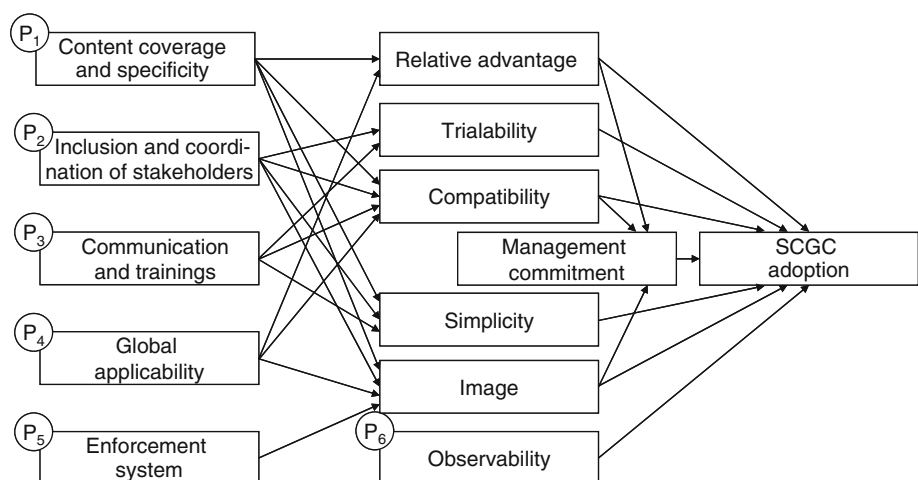 P1
Content coverage
and specificity
P2
Inclusion and coordi-
nation of stakeholders
P3
Communication
and trainings
P4
Global
applicability
P5
Enforcement
system
Relative advantage
Trialability
Compatibility
Management
commitment
SCGC
adoption
Simplicity
Image
P6
Observability